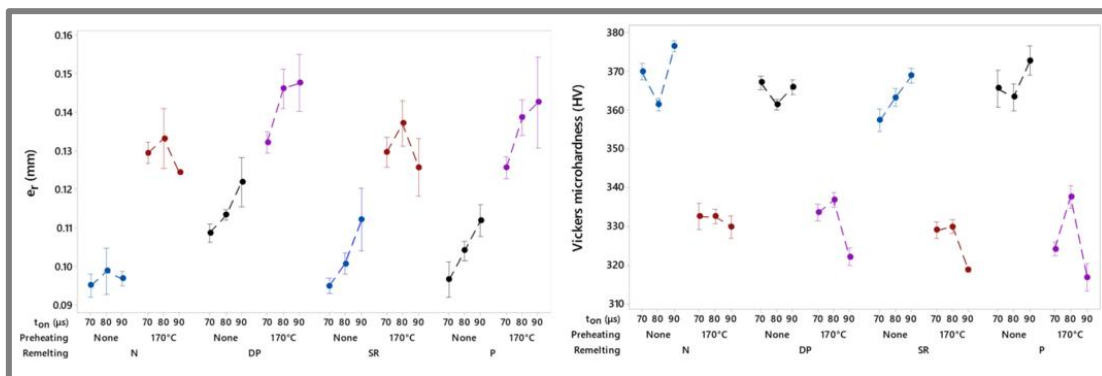 0.16
0.15
0.14
0.13
0.12
0.11
0.10
0.09
er (mm)
tON (µs) 70 80 90 70 80 90 70 80 90 70 80 90 70 80 90 70 80 90 70 80 90 70 80 90
Preheating None 170°C None 170°C None 170°C None 170°C
Remelting N DP SR P
380
370
360
350
340
330
320
310
Vickers microhardness (HV)
tON (µs) 70 80 90 70 80 90 70 80 90 70 80 90 70 80 90 70 80 90 70 80 90 70 80 90
Preheating None 170°C None 170°C None 170°C None 170°C
Remelting N DP SR P